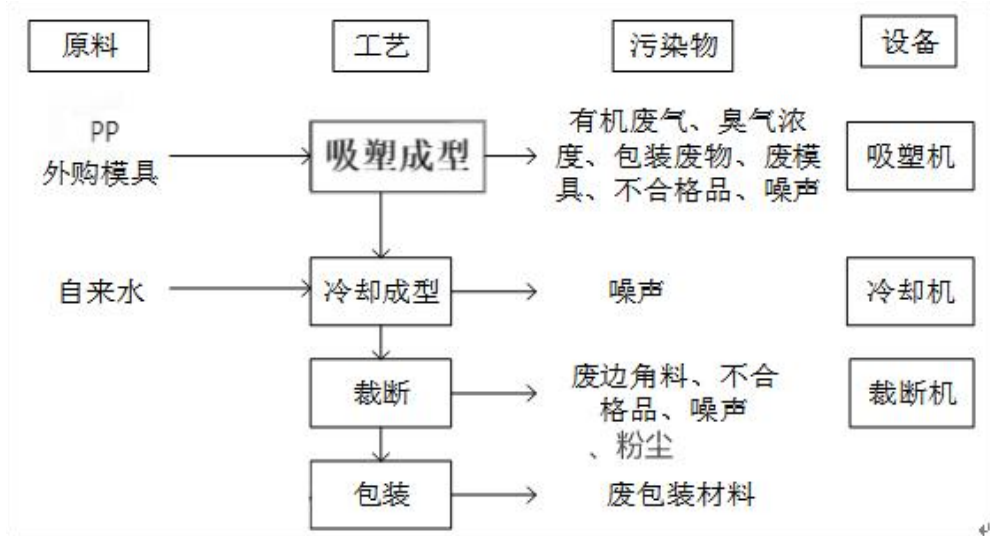 原料 工艺 污染物 设备
PP
外购模具
吸塑成型
有机废气、臭气浓
度、包装废物、废模
具、不合格品、噪声
吸塑机
自来水 冷却成型 噪声 冷却机
裁断
废边角料、不合
格品、噪声
、粉尘
裁断机
包装 废包装材料